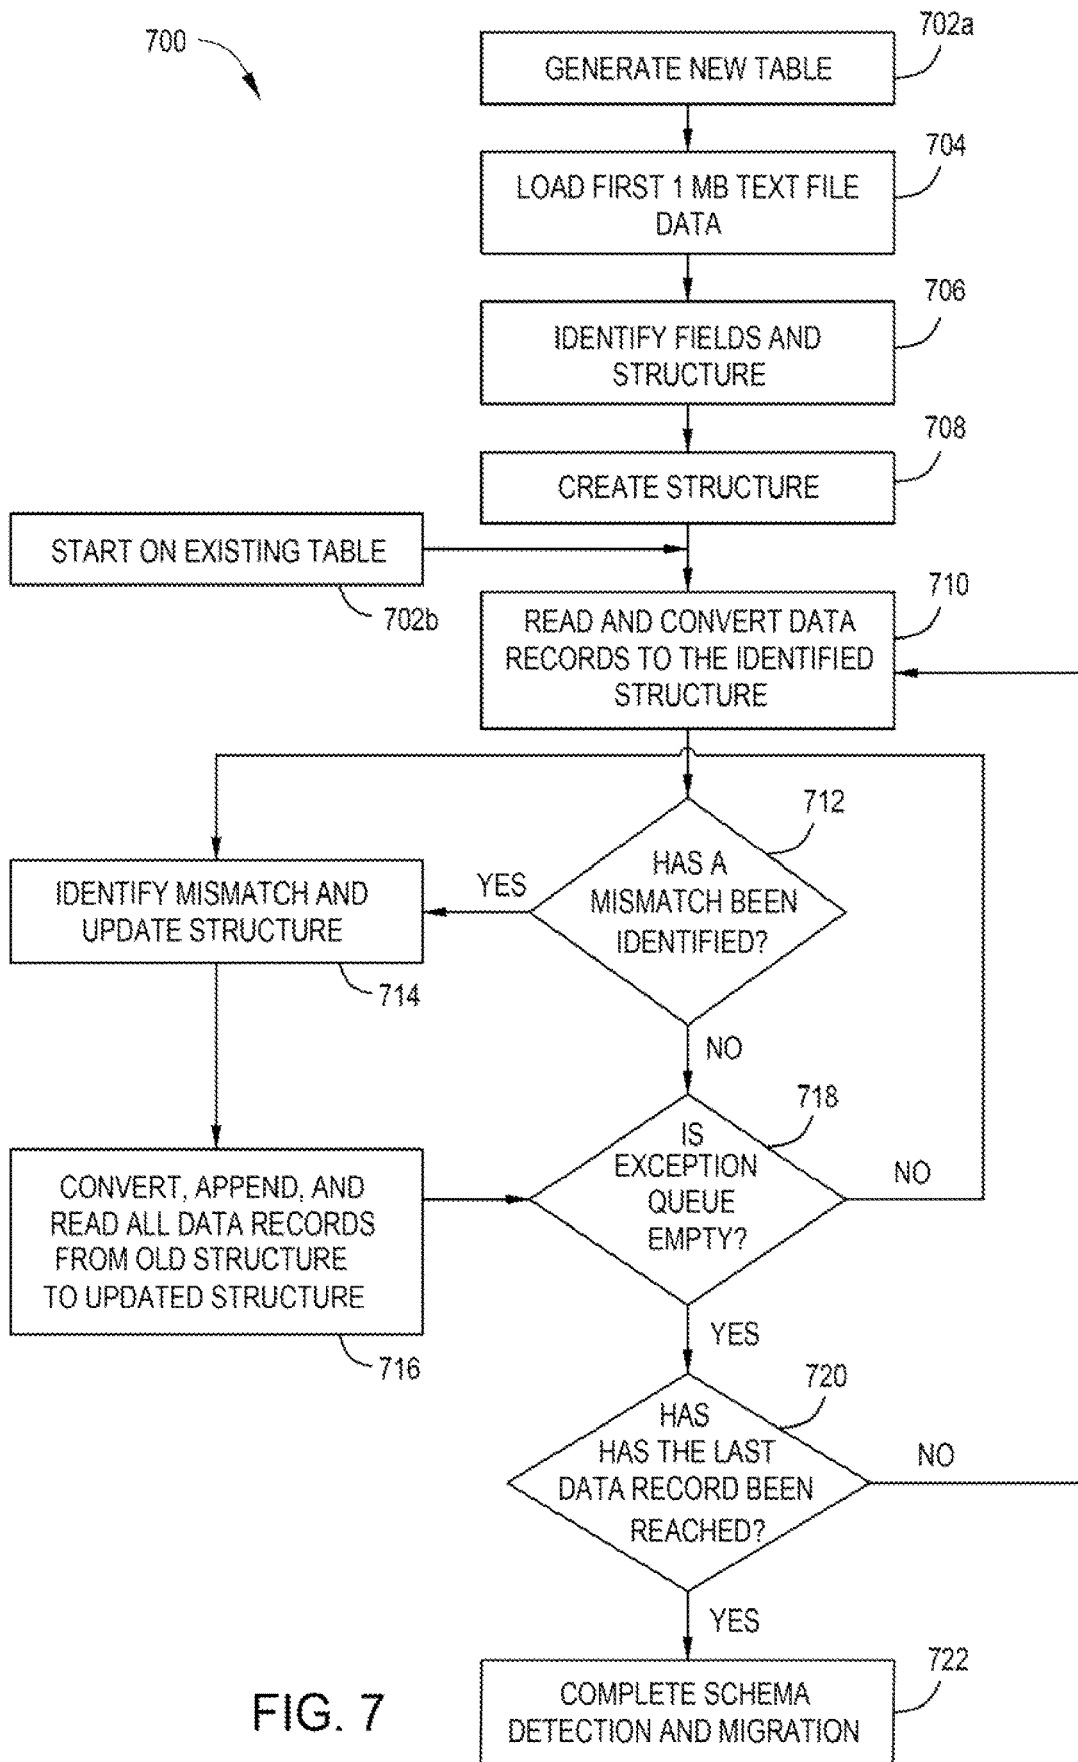 700
702a
GENERATE NEW TABLE
704
LOAD FIRST 1 MB TEXT FILE
DATA
706
IDENTIFY FIELDS AND
STRUCTURE
708
CREATE STRUCTURE
START ON EXISTING TABLE
702b
710
READ AND CONVERT DATA
RECORDS TO THE IDENTIFIED
STRUCTURE
712
HAS A
MISMATCH BEEN
IDENTIFIED?
YES
IDENTIFY MISMATCH AND
UPDATE STRUCTURE
714
NO
718
IS
EXCEPTION
QUEUE
EMPTY?
NO
CONVERT, APPEND, AND
READ ALL DATA RECORDS
FROM OLD STRUCTURE
TO UPDATED STRUCTURE
716
YES
720
HAS
HAS THE LAST
DATA RECORD BEEN
REACHED?
NO
YES
722
COMPLETE SCHEMA
DETECTION AND MIGRATION
FIG. 7